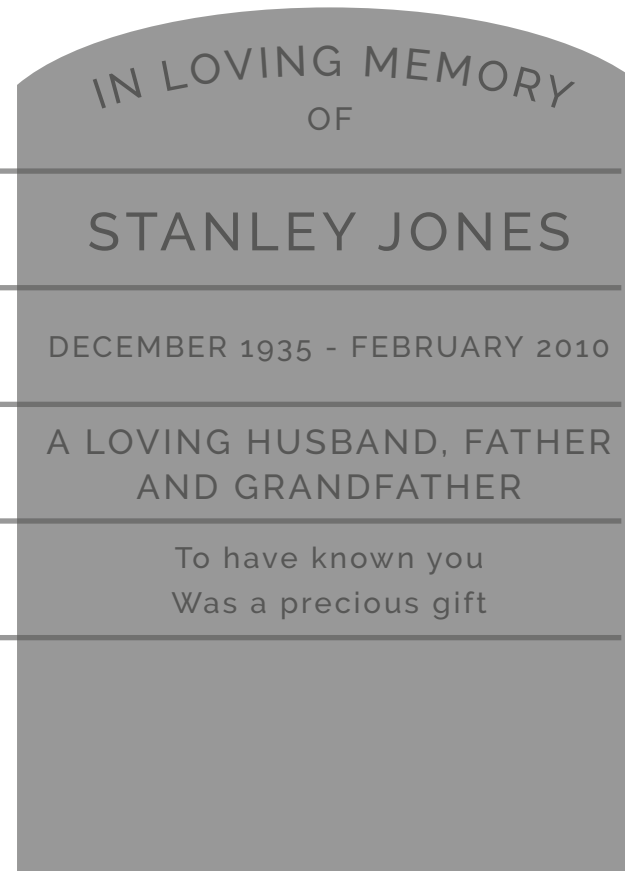 IN LOVING MEMORY
OF
STANLEY JONES
DECEMBER 1935 - FEBRUARY 2010
A LOVING HUSBAND, FATHER
AND GRANDFATHER
To have known you
Was a precious gift